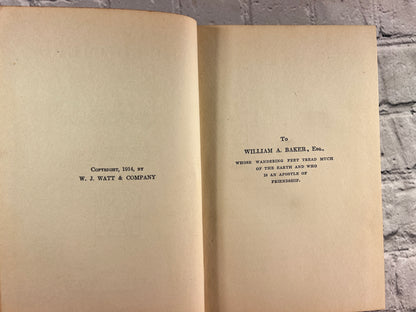 Copyright, 1914, by
W. J. WATT & COMPANY
To
WILLIAM A. BAKER, Esq.,
WHOSE WANDERING FEET TREAD MUCH
OF THE EARTH AND WHO
IS AN APOSTLE OF
FRIENDSHIP.